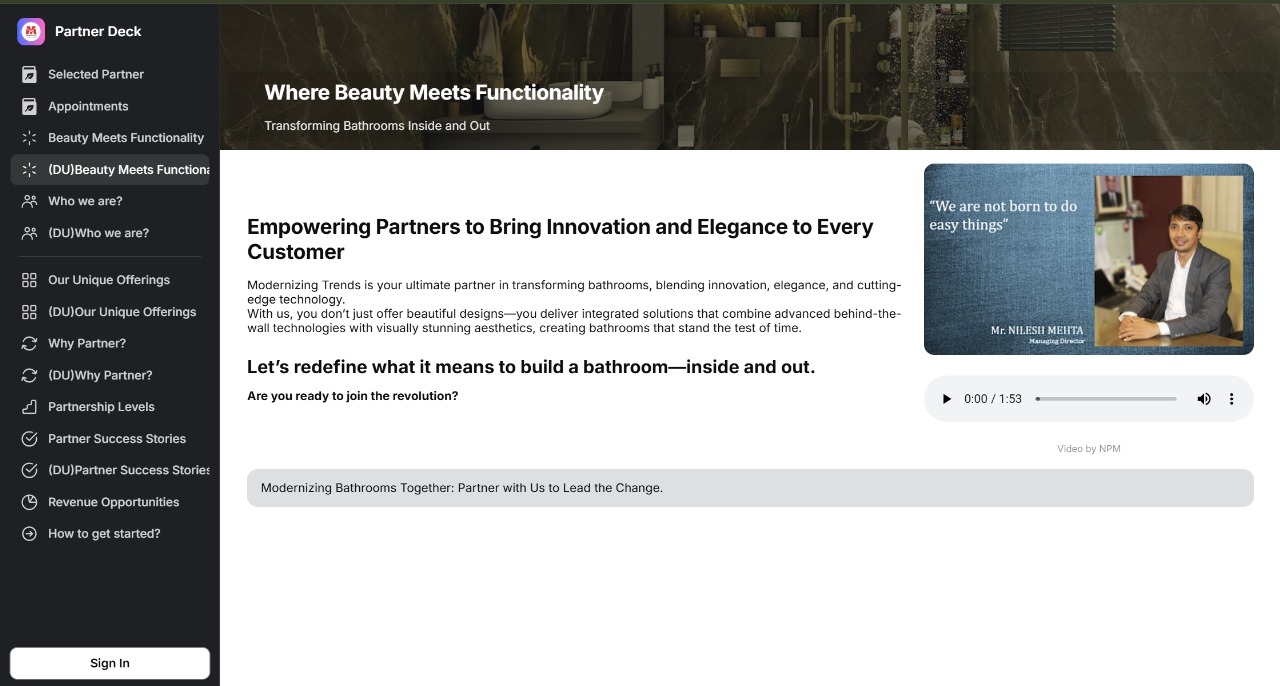 Partner Deck
Selected Partner
Appointments
Beauty Meets Functionality
(DU)Beauty Meets Functiona
Who we are?
(DU)Who we are?
Our Unique Offerings
(DU)Our Unique Offerings
Why Partner?
(DU)Why Partner?
Partnership Levels
Partner Success Stories
(DU)Partner Success Stories
Revenue Opportunities
How to get started?
Sign In
Where Beauty Meets Functionality
Transforming Bathrooms Inside and Out
Empowering Partners to Bring Innovation and Elegance to Every
Customer
Modernizing Trends is your ultimate partner in transforming bathrooms, blending innovation, elegance, and cutting-
edge technology.
With us, you don’t just offer beautiful designs—you deliver integrated solutions that combine advanced behind-the-
wall technologies with visually stunning aesthetics, creating bathrooms that stand the test of time.
Let’s redefine what it means to build a bathroom—inside and out.
Are you ready to join the revolution?
“We are not born to do
easy things”
Mr. NILESH MEHTA
Managing Director
0:00 / 1:53
Video by NPM
Modernizing Bathrooms Together: Partner with Us to Lead the Change.